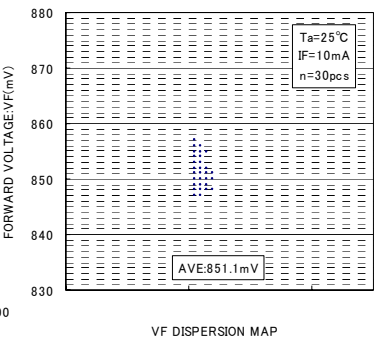 880
870
860
850
840
830
FORWARD VOLTAGE:VF(mV)
Ta=25°C
IF=10mA
n=30pcs
AVE:851.1mV
00
VF DISPERSION MAP